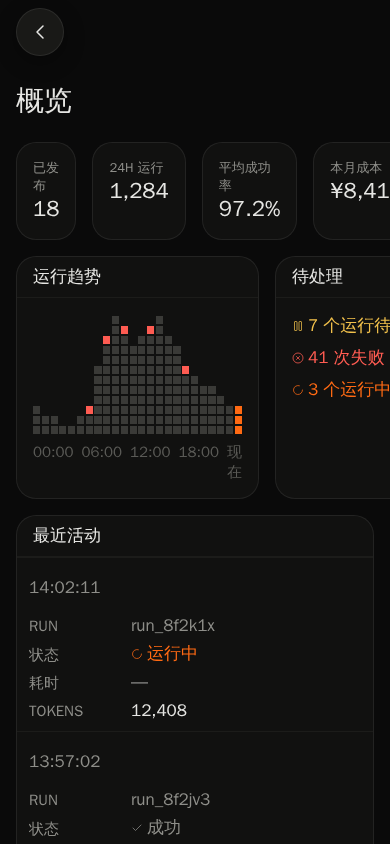 概览
已发
布
18
24H 运行
1,284
平均成功
率
97.2%
本月成本
¥8,41
运行趋势
00:00 06:00 12:00 18:00 现
在
待处理
7 个运行待
41 次失败
3 个运行中
最近活动
14:02:11
RUN run_8f2k1x
状态 运行中
耗时 —
TOKENS 12,408
13:57:02
RUN run_8f2jv3
状态 成功